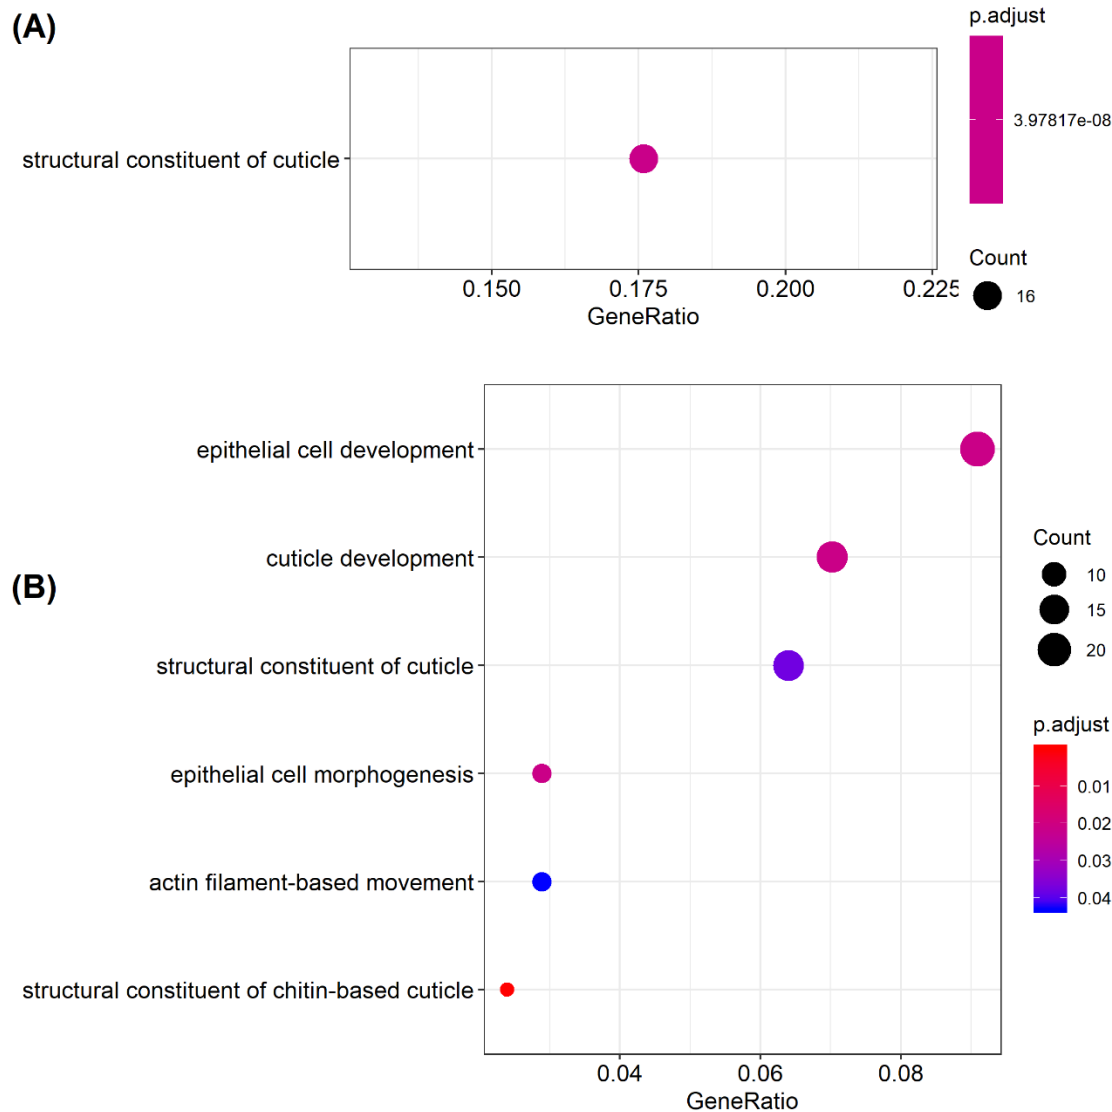 (A)
structural constituent of cuticle
0.150 0.175 0.200 0.225
GeneRatio
p.adjust
3.97817e-08
Count
16
(B)
epithelial cell development
cuticle development
structural constituent of cuticle
epithelial cell morphogenesis
actin filament-based movement
structural constituent of chitin-based cuticle
0.04 0.06 0.08
GeneRatio
Count
10
15
20
p.adjust
0.01
0.02
0.03
0.04